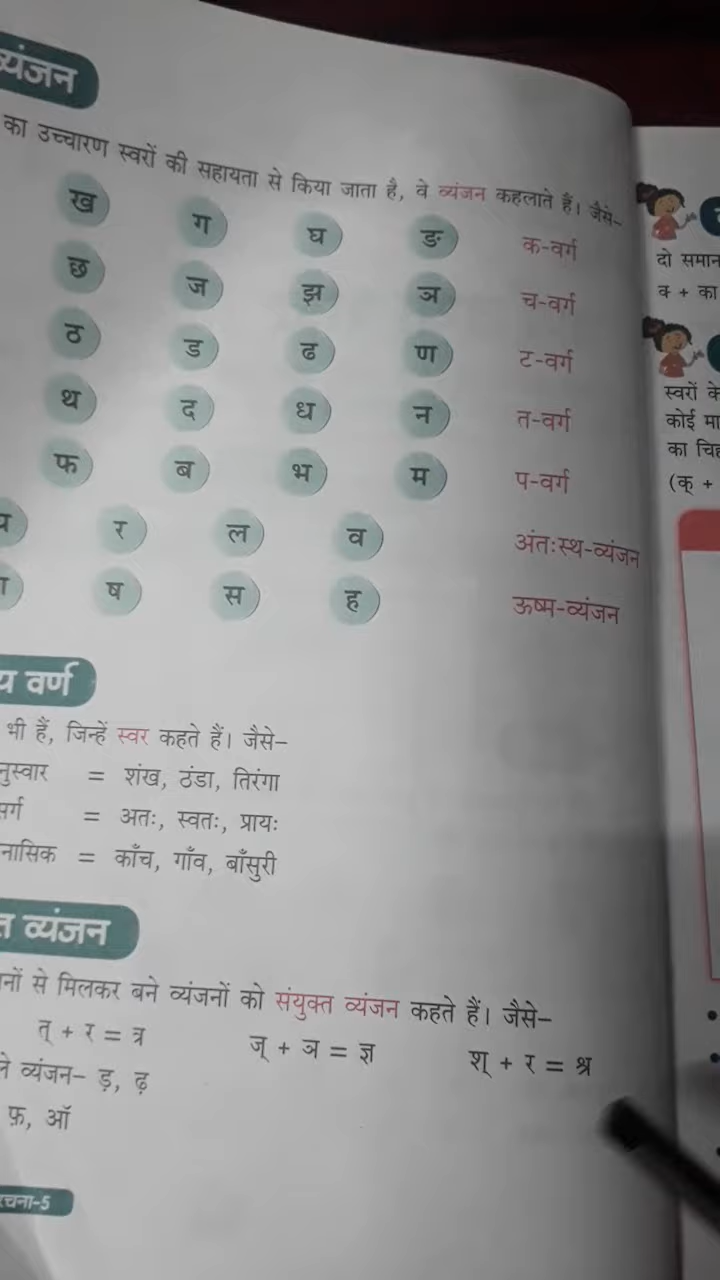 व्यंजन
का उच्चारण स्वरों की सहायता से किया जाता है, वे व्यंजन कहलाते हैं। जैसे–
ख ग घ ङ क-वर्ग
छ ज झ ञ च-वर्ग
ठ ड ढ ण ट-वर्ग
थ द ध न त-वर्ग
फ ब भ म प-वर्ग
य र ल व अंतःस्थ-व्यंजन
ष स ह ऊष्म-व्यंजन
वर्ण
भी हैं, जिन्हें स्वर कहते हैं। जैसे–
नुस्वार = शंख, ठंडा, तिरंगा
सर्ग = अतः, स्वतः, प्रायः
नासिक = काँच, गाँव, बाँसुरी
त व्यंजन
नों से मिलकर बने व्यंजनों को संयुक्त व्यंजन कहते हैं। जैसे–
त् + र = त्र ज् + ञ = ज्ञ श् + र = श्र
ले व्यंजन– ड़, ढ़
फ़, ऑ
रचना-5
दो समान
क + का
स्वरों के
कोई मा
का चिह
(क् +